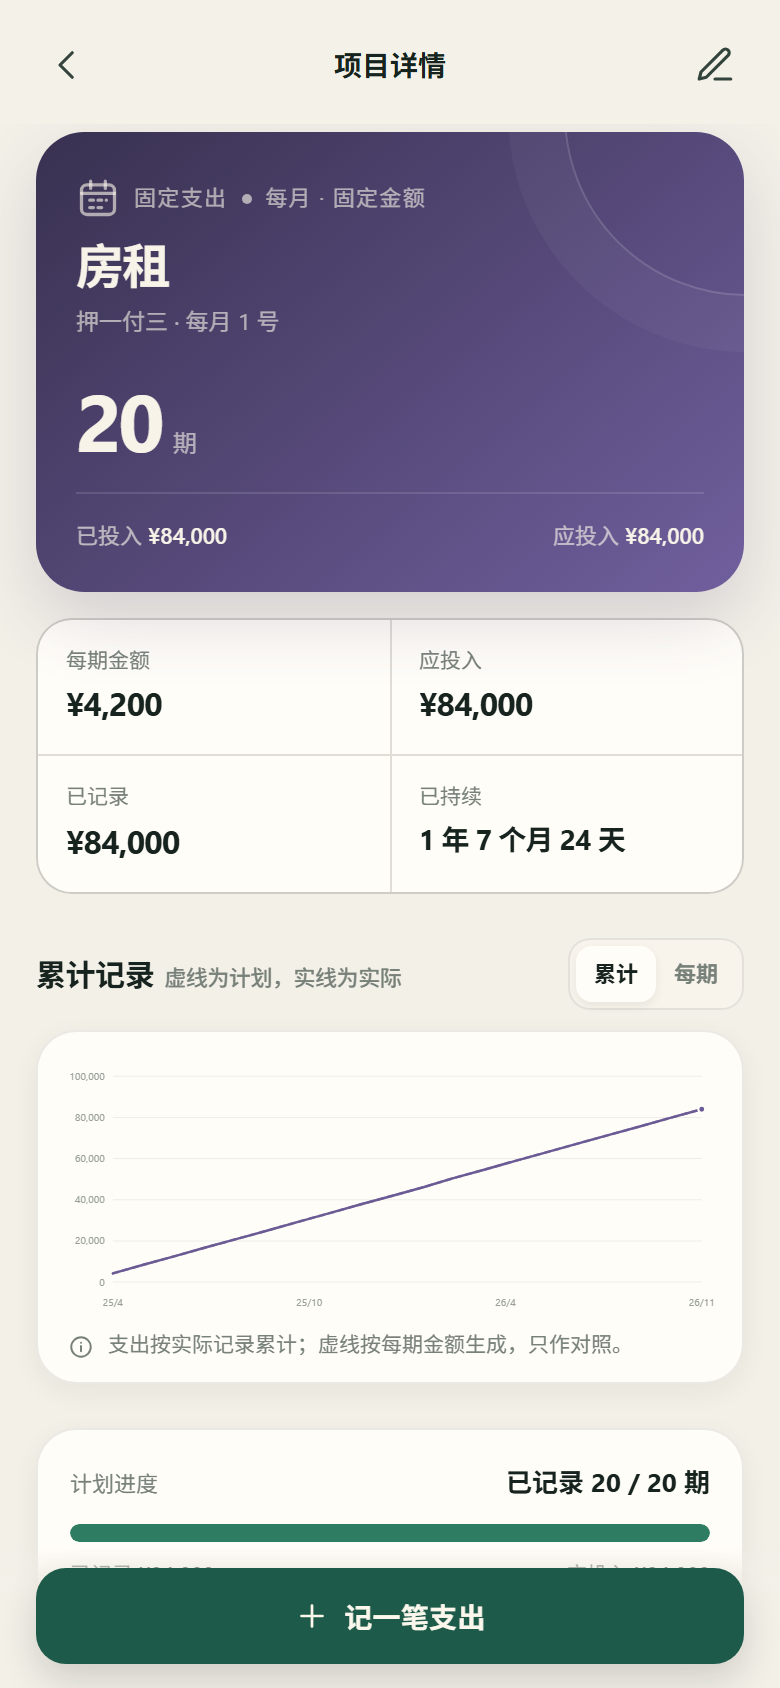 项目详情
固定支出 • 每月 · 固定金额
房租
押一付三 · 每月 1 号
20 期
已投入 ¥84,000 应投入 ¥84,000
每期金额 应投入
¥4,200 ¥84,000
已记录 已持续
¥84,000 1 年 7 个月 24 天
累计记录 虚线为计划，实线为实际 累计 每期
100,000
80,000
60,000
40,000
20,000
0
25/4 25/10 26/4 26/11
支出按实际记录累计；虚线按每期金额生成，只作对照。
计划进度 已记录 20 / 20 期
记一笔支出